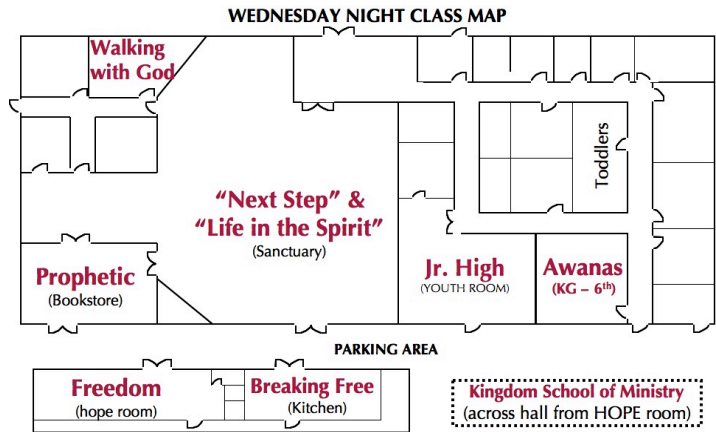 WEDNESDAY NIGHT CLASS MAP
Walking
with God
Toddlers
“Next Step” &
“Life in the Spirit”
(Sanctuary)
Prophetic
(Bookstore)
Jr. High
(YOUTH ROOM)
Awanas
(KG – 6th)
PARKING AREA
Freedom
(hope room)
Breaking Free
(Kitchen)
Kingdom School of Ministry
(across hall from HOPE room)